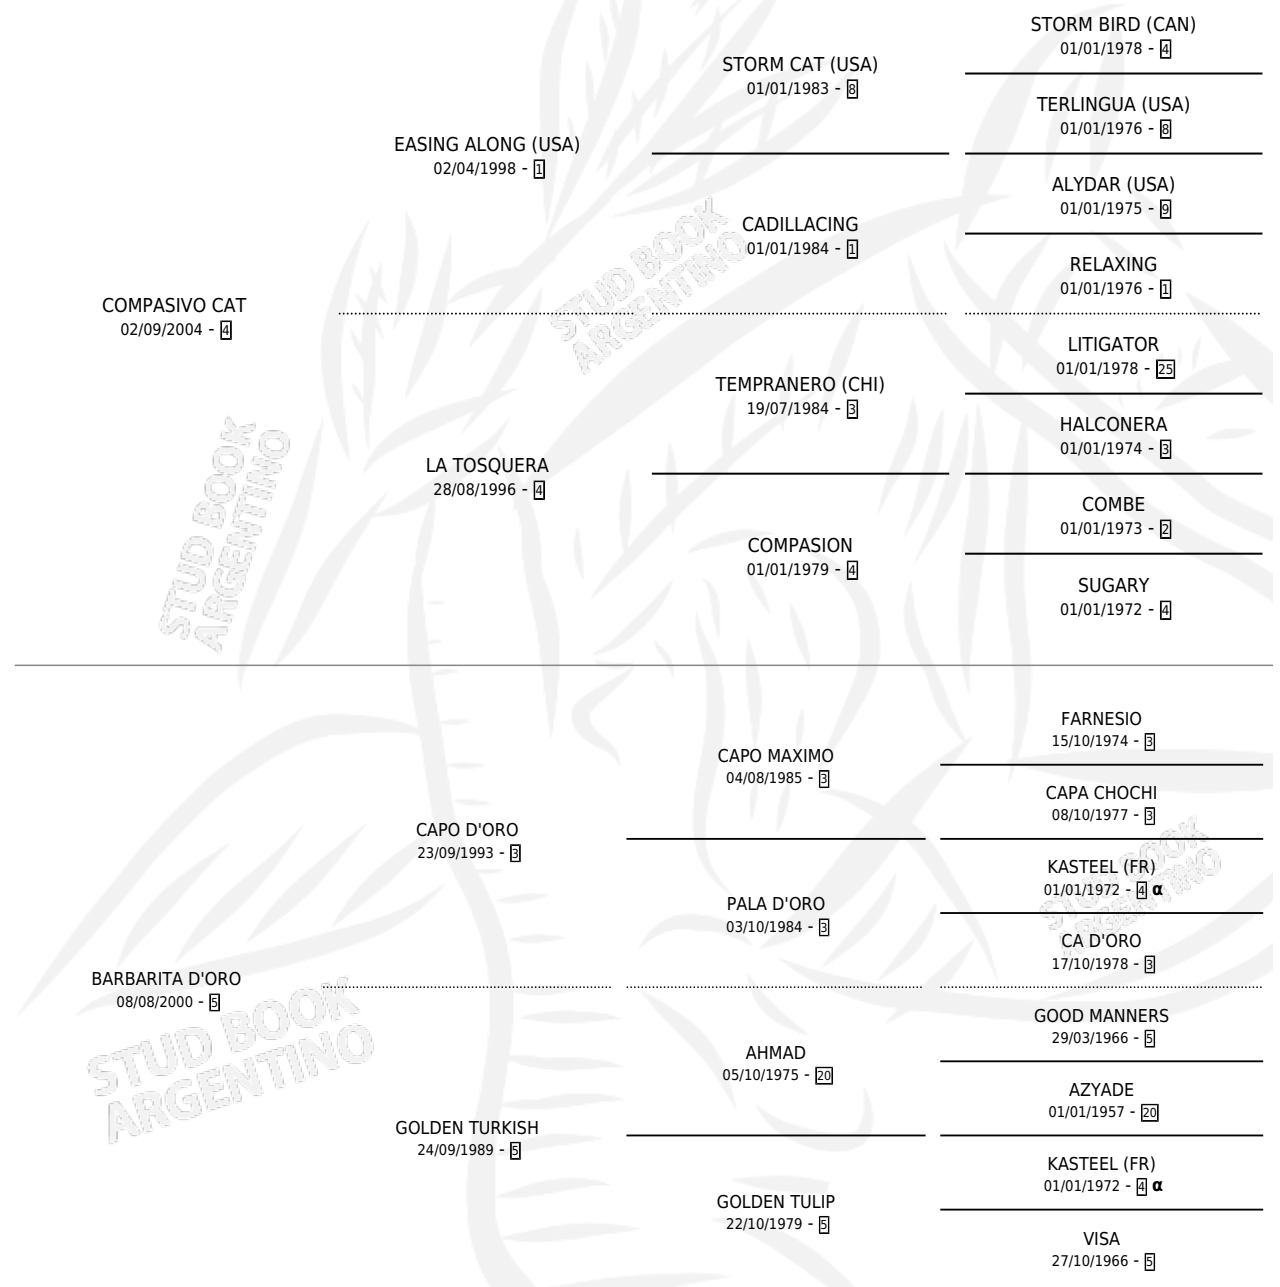 STORM BIRD (CAN)
01/01/1978 - 4
STORM CAT (USA)
01/01/1983 - 8
TERLINGUA (USA)
01/01/1976 - 8
EASING ALONG (USA)
02/04/1998 - 1
ALYDAR (USA)
01/01/1975 - 9
CADILLACING
01/01/1984 - 1
RELAXING
01/01/1976 - 1
COMPASIVO CAT
02/09/2004 - 4
LITIGATOR
01/01/1978 - 25
TEMPRANERO (CHI)
19/07/1984 - 3
HALCONERA
01/01/1974 - 3
LA TOSQUERA
28/08/1996 - 4
COMBE
01/01/1973 - 2
COMPASION
01/01/1979 - 4
SUGARY
01/01/1972 - 4
FARNESIO
15/10/1974 - 3
CAPO MAXIMO
04/08/1985 - 3
CAPA CHOCHI
08/10/1977 - 3
CAPO D'ORO
23/09/1993 - 3
KASTEEL (FR)
01/01/1972 - 4 α
PALA D'ORO
03/10/1984 - 3
CA D'ORO
17/10/1978 - 3
BARBARITA D'ORO
08/08/2000 - 5
GOOD MANNERS
29/03/1966 - 5
AHMAD
05/10/1975 - 20
AZYADE
01/01/1957 - 20
GOLDEN TURKISH
24/09/1989 - 5
KASTEEL (FR)
01/01/1972 - 4 α
GOLDEN TULIP
22/10/1979 - 5
VISA
27/10/1966 - 5
STUD BOOK
ARGENTINO
STUD BOOK
ARGENTINO
STUD BOOK
ARGENTINO
STUD BOOK
ARGENTINO